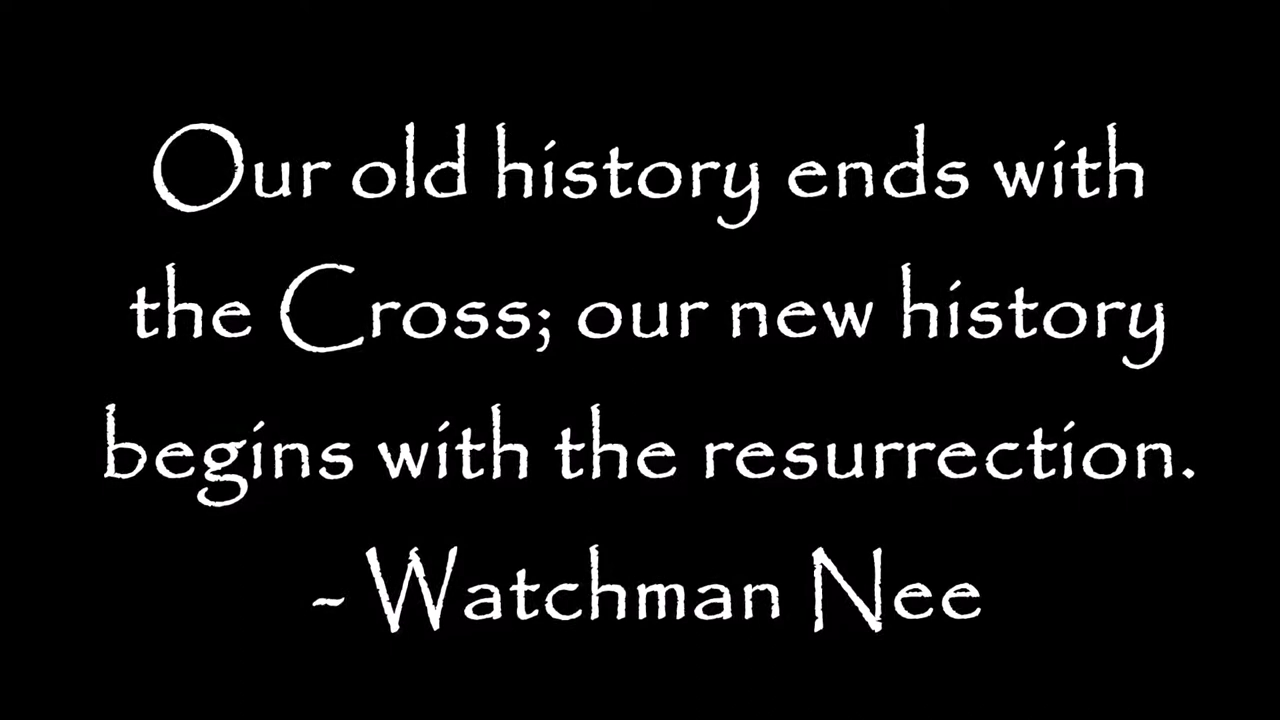 Our old history ends with
the Cross; our new history
begins with the resurrection.
- Watchman Nee